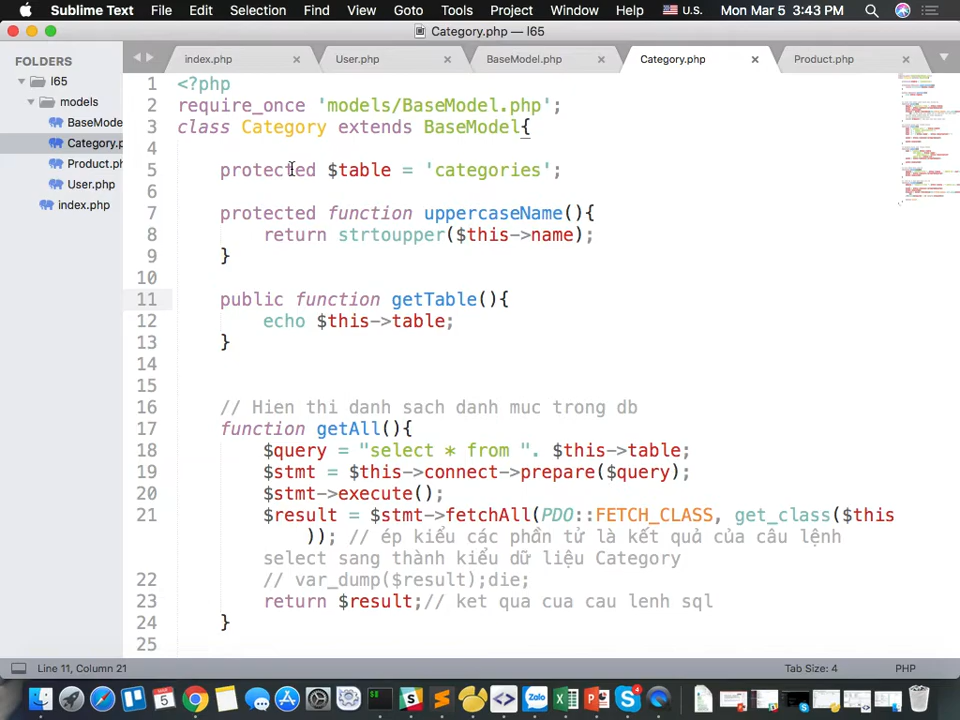 Sublime Text File Edit Selection Find View Goto Tools Project Window Help U.S. Mon Mar 5 3:43 PM
Category.php — l65
FOLDERS
l65
models
BaseMode
Category.p
Product.ph
User.php
index.php
index.php × User.php × BaseModel.php × Category.php × Product.php ×
1 <?php
2 require_once 'models/BaseModel.php';
3 class Category extends BaseModel{
4
5 protected $table = 'categories';
6
7 protected function uppercaseName(){
8 return strtoupper($this->name);
9 }
10
11 public function getTable(){
12 echo $this->table;
13 }
14
15
16 // Hien thi danh sach danh muc trong db
17 function getAll(){
18 $query = "select * from ". $this->table;
19 $stmt = $this->connect->prepare($query);
20 $stmt->execute();
21 $result = $stmt->fetchAll(PDO::FETCH_CLASS, get_class($this
)); // ép kiểu các phần tử là kết quả của câu lệnh
select sang thành kiểu dữ liệu Category
22 // var_dump($result);die;
23 return $result;// ket qua cua cau lenh sql
24 }
25
Line 11, Column 21 Tab Size: 4 PHP
5
Zalo
4